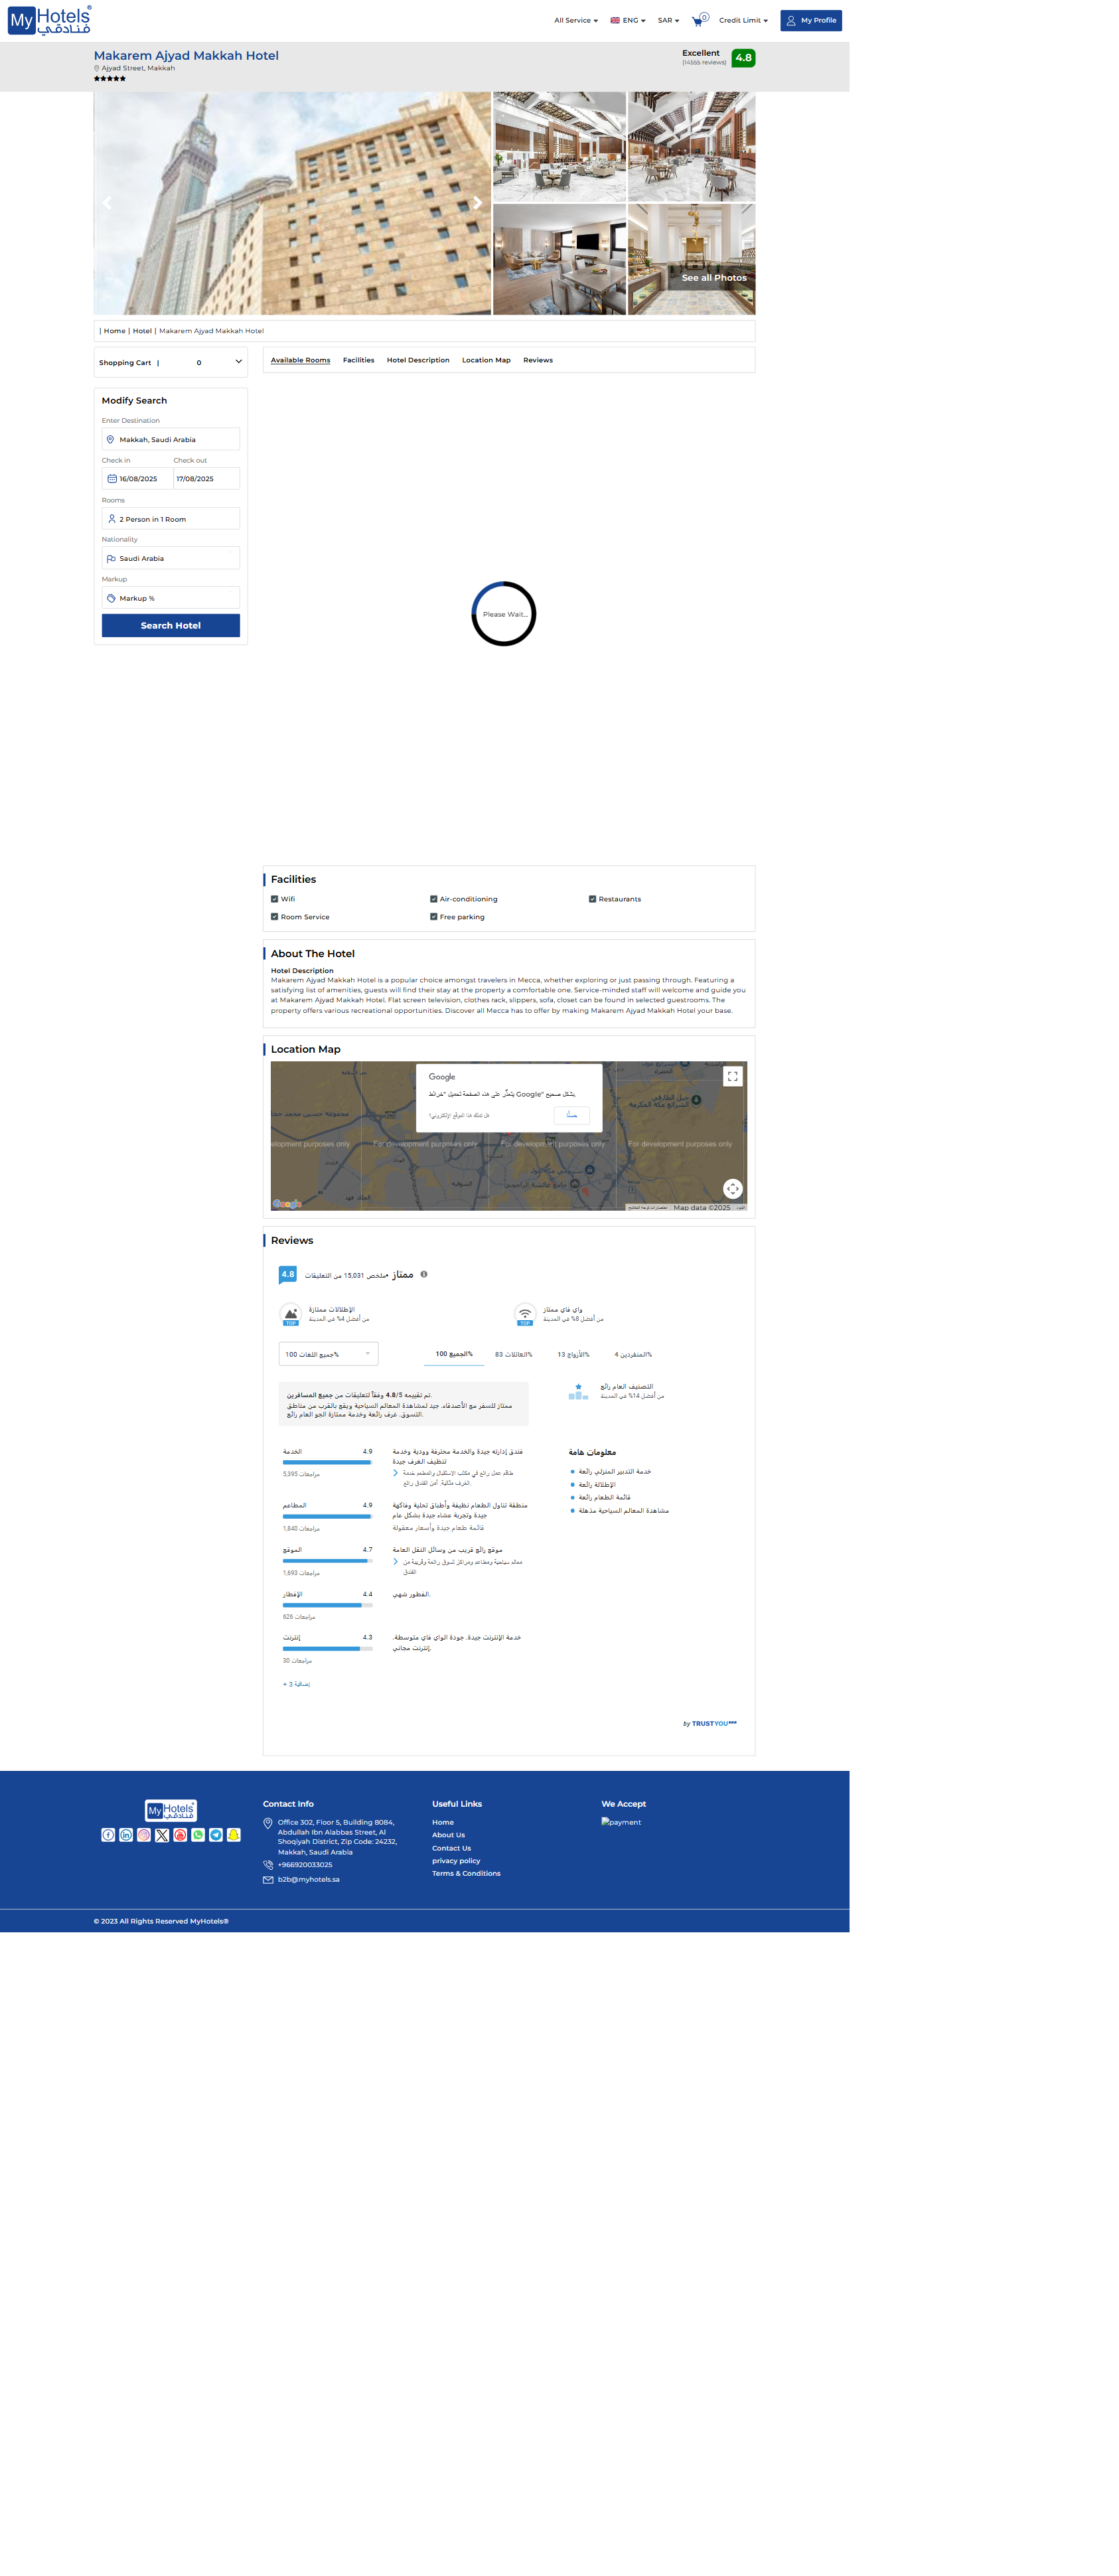 My Hotels®
فنادقي
All Service
ENG
SAR
0
Credit Limit
My Profile
Makarem Ajyad Makkah Hotel
Ajyad Street, Makkah
Excellent
(14555 reviews)
4.8
See all Photos
| Home | Hotel | Makarem Ajyad Makkah Hotel
Shopping Cart | 0
Available Rooms Facilities Hotel Description Location Map Reviews
Modify Search
Enter Destination
Makkah, Saudi Arabia
Check in Check out
16/08/2025 17/08/2025
Rooms
2 Person in 1 Room
Nationality
Saudi Arabia
Markup
Markup %
Search Hotel
Please Wait...
Facilities
Wifi Air-conditioning Restaurants
Room Service Free parking
About The Hotel
Hotel Description
Makarem Ajyad Makkah Hotel is a popular choice amongst travelers in Mecca, whether exploring or just passing through. Featuring a
satisfying list of amenities, guests will find their stay at the property a comfortable one. Service-minded staff will welcome and guide you
at Makarem Ajyad Makkah Hotel. Flat screen television, clothes rack, slippers, sofa, closet can be found in selected guestrooms. The
property offers various recreational opportunities. Discover all Mecca has to offer by making Makarem Ajyad Makkah Hotel your base.
Location Map
Google
يتعذَّر على هذه الصفحة تحميل "خرائط Google" بشكل صحيح.
هل تملك هذا الموقع الإلكتروني؟
حسنًا
For development purposes only
For development purposes only
For development purposes only
Google
Map data ©2025
Reviews
4.8
ممتاز
•ملخص 15,031 من التعليقات
TOP
الإطلالات ممتازة
من أفضل 4% في المدينة
TOP
واي فاي ممتاز
من أفضل 8% في المدينة
جميع اللغات 100%
الجميع 100%
العائلات 83%
الأزواج 13%
المنفردين 4%
تم تقييمه 4.8/5 وفقاً لتعليقات من جميع المسافرين.
ممتاز للسفر مع الأصدقاء. جيد لمشاهدة المعالم السياحية ويقع بالقرب من مناطق
التسوق. غرف رائعة وخدمة ممتازة الجو العام رائع.
التصنيف العام رائع
من أفضل 14% في المدينة
الخدمة 4.9
5,395 مراجعات
فندق إدارته جيدة والخدمة محترفة وودية وخدمة
تنظيف الغرف جيدة
طاقم عمل رائع في مكتب الاستقبال والمطعم خدمة
الغرف مثالية. أمن الفندق رائع
المطاعم 4.9
1,840 مراجعات
منطقة تناول الطعام نظيفة وأطباق تحلية وفاكهة
جيدة وتجربة عشاء جيدة بشكل عام
قائمة طعام جيدة وأسعار معقولة
الموقع 4.7
1,693 مراجعات
موقع رائع قريب من وسائل النقل العامة
معالم سياحية ومطاعم ومراكز تسوق رائعة وقريبة من
الفندق
الإفطار 4.4
626 مراجعات
الفطور شهي.
إنترنت 4.3
30 مراجعات
خدمة الإنترنت جيدة. جودة الواي فاي متوسطة.
إنترنت مجاني.
+ 3 إضافية
معلومات هامة
خدمة التدبير المنزلي رائعة
الإطلالة رائعة
قائمة الطعام رائعة
مشاهدة المعالم السياحية مذهلة
by TRUSTYOU
My Hotels
فنادقي
Contact Info
Office 302, Floor 5, Building 8084,
Abdullah Ibn Alabbas Street, Al
Shoqiyah District, Zip Code: 24232,
Makkah, Saudi Arabia
+966920033025
b2b@myhotels.sa
Useful Links
Home
About Us
Contact Us
privacy policy
Terms & Conditions
We Accept
payment
© 2023 All Rights Reserved MyHotels®